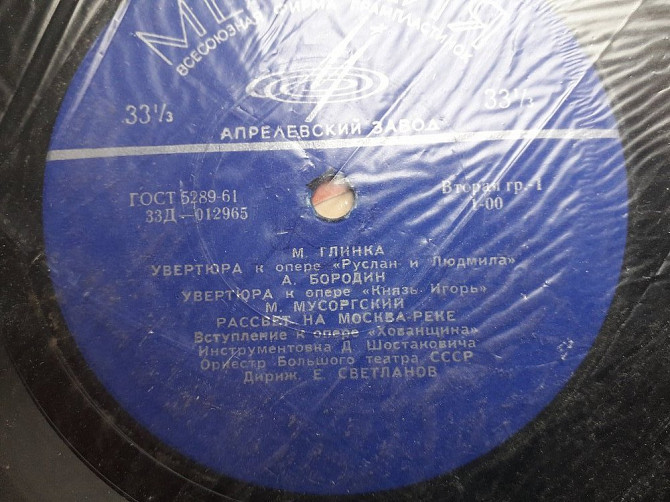 ВСЕСОЮЗНАЯ ФИРМА ГРАМПЛАСТИНОК
33⅓
33⅓
АПРЕЛЕВСКИЙ ЗАВОД
ГОСТ 5289-61
33Д—012965
Вторая гр.-1
1-00
М. ГЛИНКА
УВЕРТЮРА к опере «Руслан и Людмила»
А. БОРОДИН
УВЕРТЮРА к опере «Князь Игорь»
М. МУСОРГСКИЙ
РАССВЕТ НА МОСКВА-РЕКЕ
Вступление к опере «Хованщина»
Инструментовка Д. Шостаковича
Оркестр Большого театра СССР
Дириж. Е. СВЕТЛАНОВ